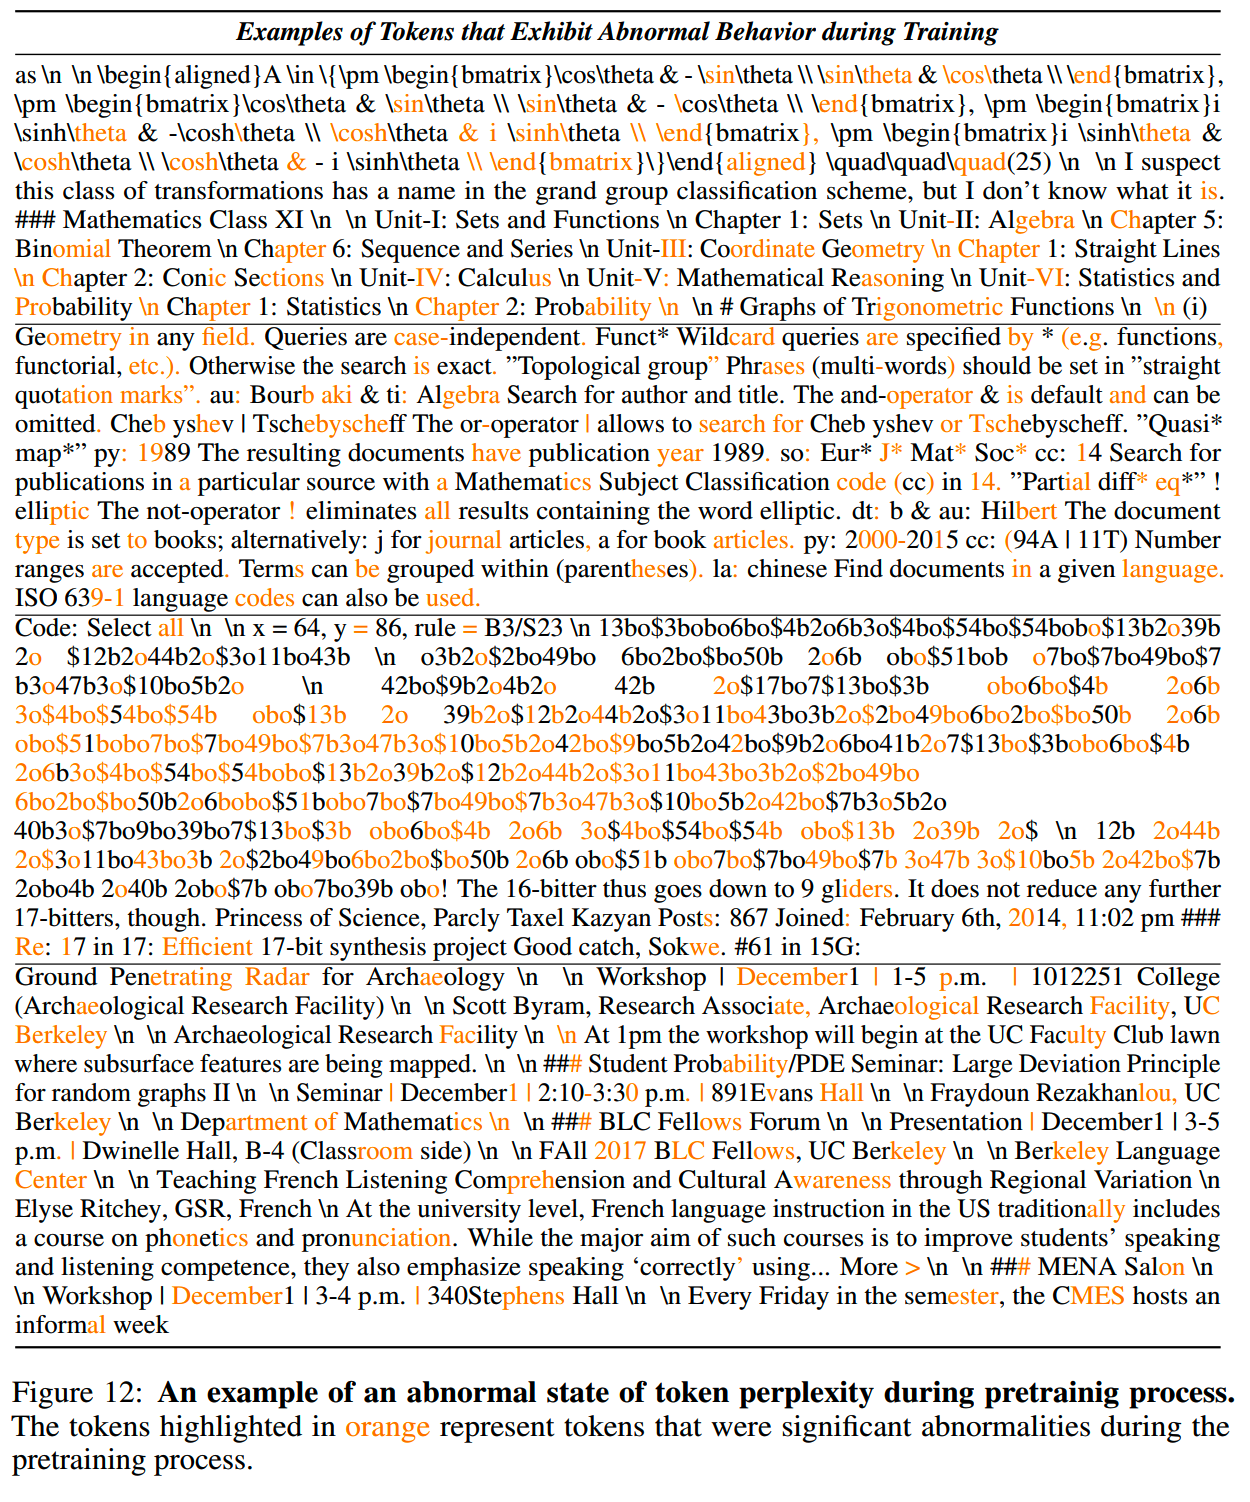 Examples of Tokens that Exhibit Abnormal Behavior during Training
as \n \n \begin{aligned}A \in \{\pm \begin{bmatrix}\cos\theta & - \sin\theta \\ \sin\theta & \cos\theta \\ \end{bmatrix},
\pm \begin{bmatrix}\cos\theta & \sin\theta \\ \sin\theta & - \cos\theta \\ \end{bmatrix}, \pm \begin{bmatrix}i
\sinh\theta & -\cosh\theta \\ \cosh\theta & i \sinh\theta \\ \end{bmatrix}, \pm \begin{bmatrix}i \sinh\theta &
\cosh\theta \\ \cosh\theta & - i \sinh\theta \\ \end{bmatrix}\}\end{aligned} \quad\quad\quad(25) \n \n I suspect
this class of transformations has a name in the grand group classification scheme, but I don't know what it is.
### Mathematics Class XI \n \n Unit-I: Sets and Functions \n Chapter 1: Sets \n Unit-II: Algebra \n Chapter 5:
Binomial Theorem \n Chapter 6: Sequence and Series \n Unit-III: Coordinate Geometry \n Chapter 1: Straight Lines
\n Chapter 2: Conic Sections \n Unit-IV: Calculus \n Unit-V: Mathematical Reasoning \n Unit-VI: Statistics and
Probability \n Chapter 1: Statistics \n Chapter 2: Probability \n \n # Graphs of Trigonometric Functions \n \n (i)
Geometry in any field. Queries are case-independent. Funct* Wildcard queries are specified by * (e.g. functions,
functorial, etc.). Otherwise the search is exact. ”Topological group” Phrases (multi-words) should be set in ”straight
quotation marks”. au: Bourb aki & ti: Algebra Search for author and title. The and-operator & is default and can be
omitted. Cheb yshev | Tschebyscheff The or-operator | allows to search for Cheb yshev or Tschebyscheff. ”Quasi*
map*” py: 1989 The resulting documents have publication year 1989. so: Eur* J* Mat* Soc* cc: 14 Search for
publications in a particular source with a Mathematics Subject Classification code (cc) in 14. ”Partial diff* eq*” !
elliptic The not-operator ! eliminates all results containing the word elliptic. dt: b & au: Hilbert The document
type is set to books; alternatively: j for journal articles, a for book articles. py: 2000-2015 cc: (94A | 11T) Number
ranges are accepted. Terms can be grouped within (parentheses). la: chinese Find documents in a given language.
ISO 639-1 language codes can also be used.
Code: Select all \n \n x = 64, y = 86, rule = B3/S23 \n 13bo$3bobo6bo$4b2o6b3o$4bo$54bo$54bobo$13b2o39b
2o $12b2o44b2o$3o11bo43b \n o3b2o$2bo49bo 6bo2bo$bo50b 2o6b obo$51bob o7bo$7bo49bo$7
b3o47b3o$10bo5b2o \n 42bo$9b2o4b2o 42b 2o$17bo7$13bo$3b obo6bo$4b 2o6b
3o$4bo$54bo$54b obo$13b 2o 39b2o$12b2o44b2o$3o11bo43bo3b2o$2bo49bo6bo2bo$bo50b 2o6b
obo$51bobo7bo$7bo49bo$7b3o47b3o$10bo5b2o42bo$9bo5b2o42bo$9b2o6bo41b2o7$13bo$3bobo6bo$4b
2o6b3o$4bo$54bo$54bobo$13b2o39b2o$12b2o44b2o$3o11bo43bo3b2o$2bo49bo
6bo2bo$bo50b2o6bobo$51bobo7bo$7bo49bo$7b3o47b3o$10bo5b2o42bo$7b3o5b2o
40b3o$7bo9bo39bo7$13bo$3b obo6bo$4b 2o6b 3o$4bo$54bo$54b obo$13b 2o39b 2o$ \n 12b 2o44b
2o$3o11bo43bo3b 2o$2bo49bo6bo2bo$bo50b 2o6b obo$51b obo7bo$7bo49bo$7b 3o47b 3o$10bo5b 2o42bo$7b
2obo4b 2o40b 2obo$7b obo7bo39b obo! The 16-bitter thus goes down to 9 gliders. It does not reduce any further
17-bitters, though. Princess of Science, Parcly Taxel Kazyan Posts: 867 Joined: February 6th, 2014, 11:02 pm ###
Re: 17 in 17: Efficient 17-bit synthesis project Good catch, Sokwe. #61 in 15G:
Ground Penetrating Radar for Archaeology \n \n Workshop | December1 | 1-5 p.m. | 1012251 College
(Archaeological Research Facility) \n \n Scott Byram, Research Associate, Archaeological Research Facility, UC
Berkeley \n \n Archaeological Research Facility \n \n At 1pm the workshop will begin at the UC Faculty Club lawn
where subsurface features are being mapped. \n \n ### Student Probability/PDE Seminar: Large Deviation Principle
for random graphs II \n \n Seminar | December1 | 2:10-3:30 p.m. | 891Evans Hall \n \n Fraydoun Rezakhanlou, UC
Berkeley \n \n Department of Mathematics \n \n ### BLC Fellows Forum \n \n Presentation | December1 | 3-5
p.m. | Dwinelle Hall, B-4 (Classroom side) \n \n FAll 2017 BLC Fellows, UC Berkeley \n \n Berkeley Language
Center \n \n Teaching French Listening Comprehension and Cultural Awareness through Regional Variation \n
Elyse Ritchey, GSR, French \n At the university level, French language instruction in the US traditionally includes
a course on phonetics and pronunciation. While the major aim of such courses is to improve students’ speaking
and listening competence, they also emphasize speaking ‘correctly’ using... More > \n \n ### MENA Salon \n
\n Workshop | December1 | 3-4 p.m. | 340Stephens Hall \n \n Every Friday in the semester, the CMES hosts an
informal week
Figure 12: An example of an abnormal state of token perplexity during pretrainig process.
The tokens highlighted in orange represent tokens that were significant abnormalities during the
pretraining process.